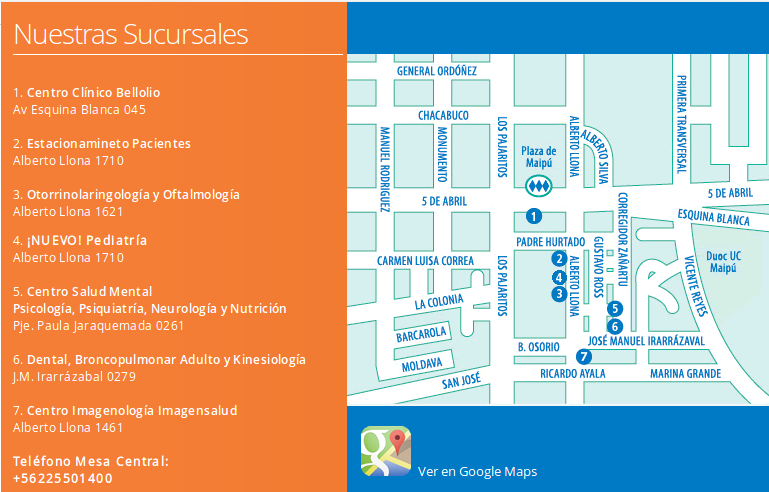 Nuestras Sucursales
1. Centro Clínico Bellolio
Av Esquina Blanca 045
2. Estacionamineto Pacientes
Alberto Llona 1710
3. Otorrinolaringología y Oftalmología
Alberto Llona 1621
4. ¡NUEVO! Pediatría
Alberto Llona 1710
5. Centro Salud Mental
Psicología, Psiquiatría, Neurología y Nutrición
Pje. Paula Jaraquemada 0261
6. Dental, Broncopulmonar Adulto y Kinesiología
J.M. Irarrázabal 0279
7. Centro Imagenología Imagensalud
Alberto Llona 1461
Teléfono Mesa Central:
+56225501400
GENERAL ORDÓÑEZ
CHACABUCO
MANUEL RODRIGUEZ
MONUMENTO
LOS PAJARITOS
ALBERTO LLONA
ALBERTO SILVA
PRIMERA TRANSVERSAL
Plaza de
Maipú
5 DE ABRIL
5 DE ABRIL
1
ESQUINA BLANCA
CORREGIDOR ZAÑARTU
PADRE HURTADO
GUSTAVO ROSS
CARMEN LUISA CORREA
LOS PAJARITOS
2
4
3
ALBERTO LLONA
Duoc UC
Maipú
VICENTE REYES
LA COLONIA
5
6
BARCAROLA
JOSÉ MANUEL IRARRÁZAVAL
B. OSORIO
7
MOLDAVA
SAN JOSÉ
RICARDO AYALA
MARINA GRANDE
g
Ver en Google Maps